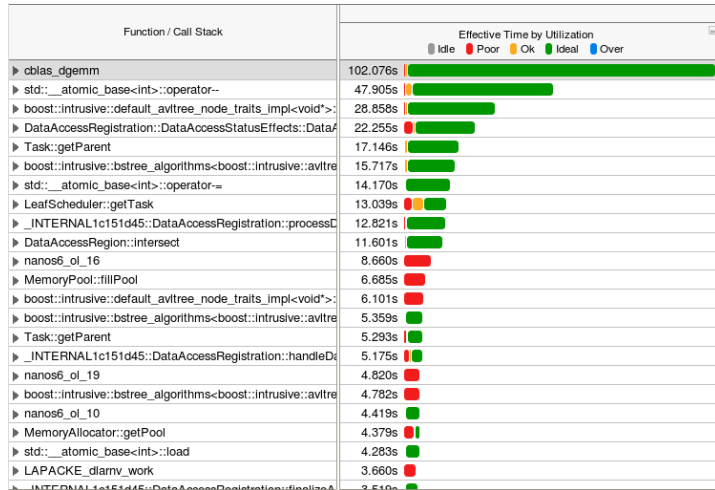 Function / Call Stack
Effective Time by Utilization
Idle Poor Ok Ideal Over
cblas_dgemm 102.076s
std::__atomic_base<int>::operator-- 47.905s
boost::intrusive::default_avltree_node_traits_impl<void*>: 28.858s
DataAccessRegistration::DataAccessStatusEffects::DataA 22.255s
Task::getParent 17.146s
boost::intrusive::bstree_algorithms<boost::intrusive::avltre 15.717s
std::__atomic_base<int>::operator-= 14.170s
LeafScheduler::getTask 13.039s
_INTERNAL1c151d45::DataAccessRegistration::processD 12.821s
DataAccessRegion::intersect 11.601s
nanos6_ol_16 8.660s
MemoryPool::fillPool 6.685s
boost::intrusive::default_avltree_node_traits_impl<void*>: 6.101s
boost::intrusive::bstree_algorithms<boost::intrusive::avltre 5.359s
Task::getParent 5.293s
_INTERNAL1c151d45::DataAccessRegistration::handleDa 5.175s
nanos6_ol_19 4.820s
boost::intrusive::bstree_algorithms<boost::intrusive::avltre 4.782s
nanos6_ol_10 4.419s
MemoryAllocator::getPool 4.379s
std::__atomic_base<int>::load 4.283s
LAPACKE_dlarnv_work 3.660s
_INTERNAL1c151d45::DataAccessRegistration::finalizeA 3.519s